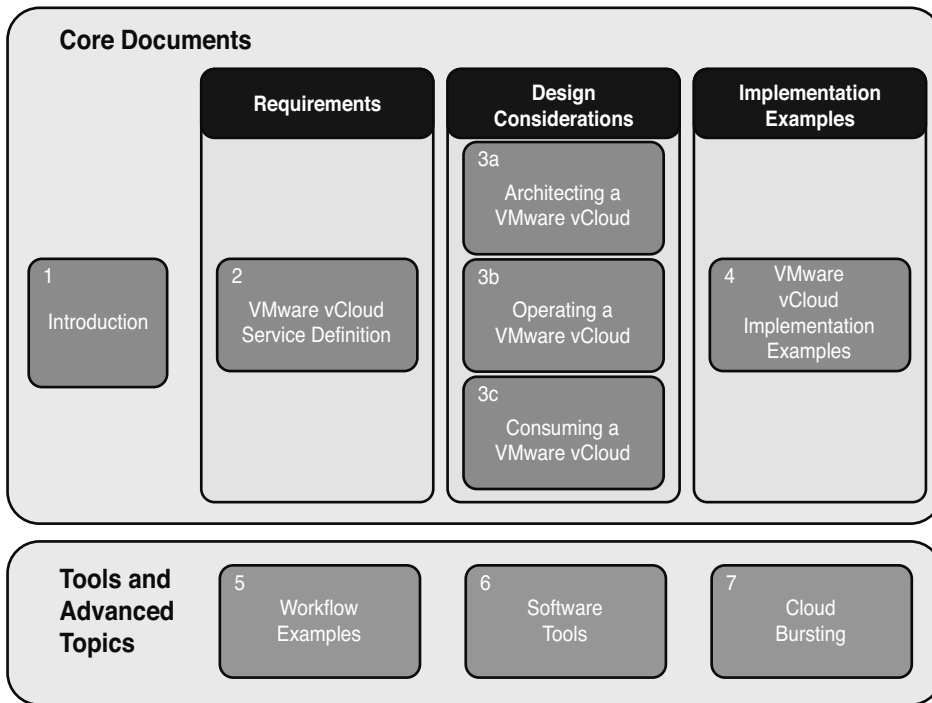 Core Documents
Requirements
Design
Considerations
Implementation
Examples
1
Introduction
2
VMware vCloud
Service Definition
3a
Architecting a
VMware vCloud
3b
Operating a
VMware vCloud
3c
Consuming a
VMware vCloud
4
VMware
vCloud
Implementation
Examples
Tools and
Advanced
Topics
5
Workflow
Examples
6
Software
Tools
7
Cloud
Bursting